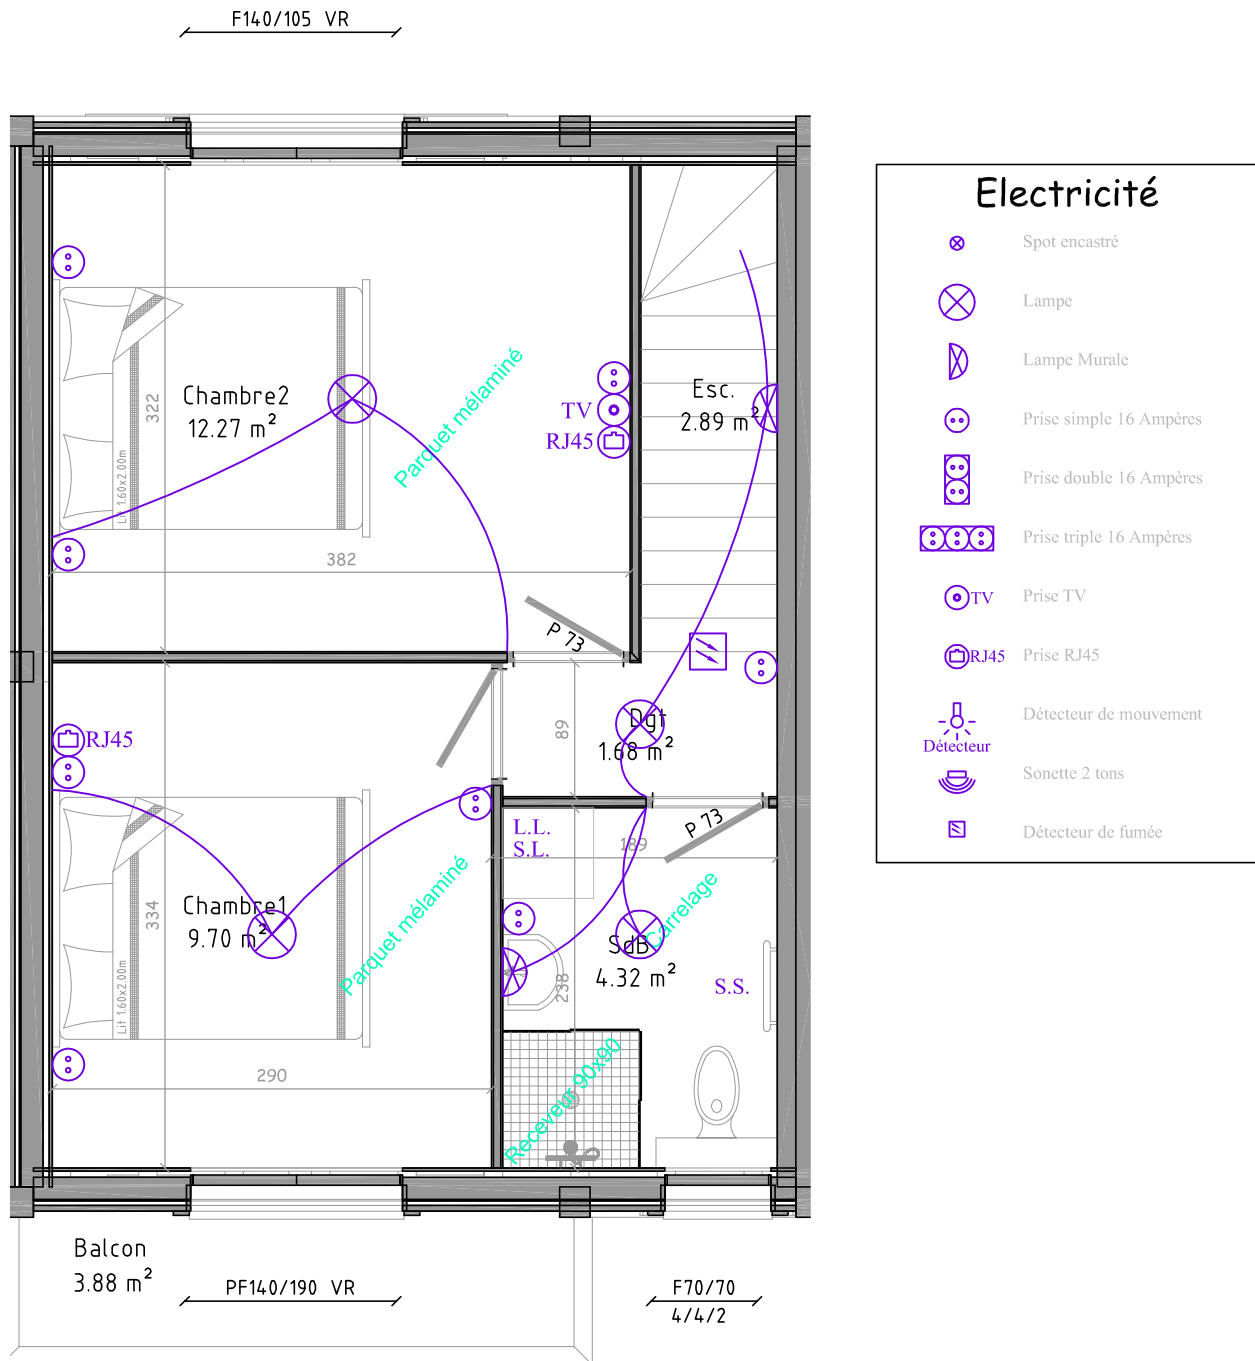 F140/105 VR
Electricité
Spot encastré
Lampe
Lampe Murale
Prise simple 16 Ampères
Prise double 16 Ampères
Prise triple 16 Ampères
TV
Prise TV
RJ45
Prise RJ45
Détecteur de mouvement
Détecteur
Sonette 2 tons
Détecteur de fumée
Chambre2
12.27 m²
322
Lit 1.60x2.00m
Parquet mélaminé
TV
RJ45
Esc.
2.89 m²
382
P 73
Dgt
1.68 m²
89
RJ45
L.L.
S.L.
P 73
189
Chambre1
9.70 m²
334
Lit 1.60x2.00m
Parquet mélaminé
Carrelage
SdB
4.32 m²
238
S.S.
290
Receveur 90x90
Balcon
3.88 m²
PF140/190 VR
F70/70
4/4/2